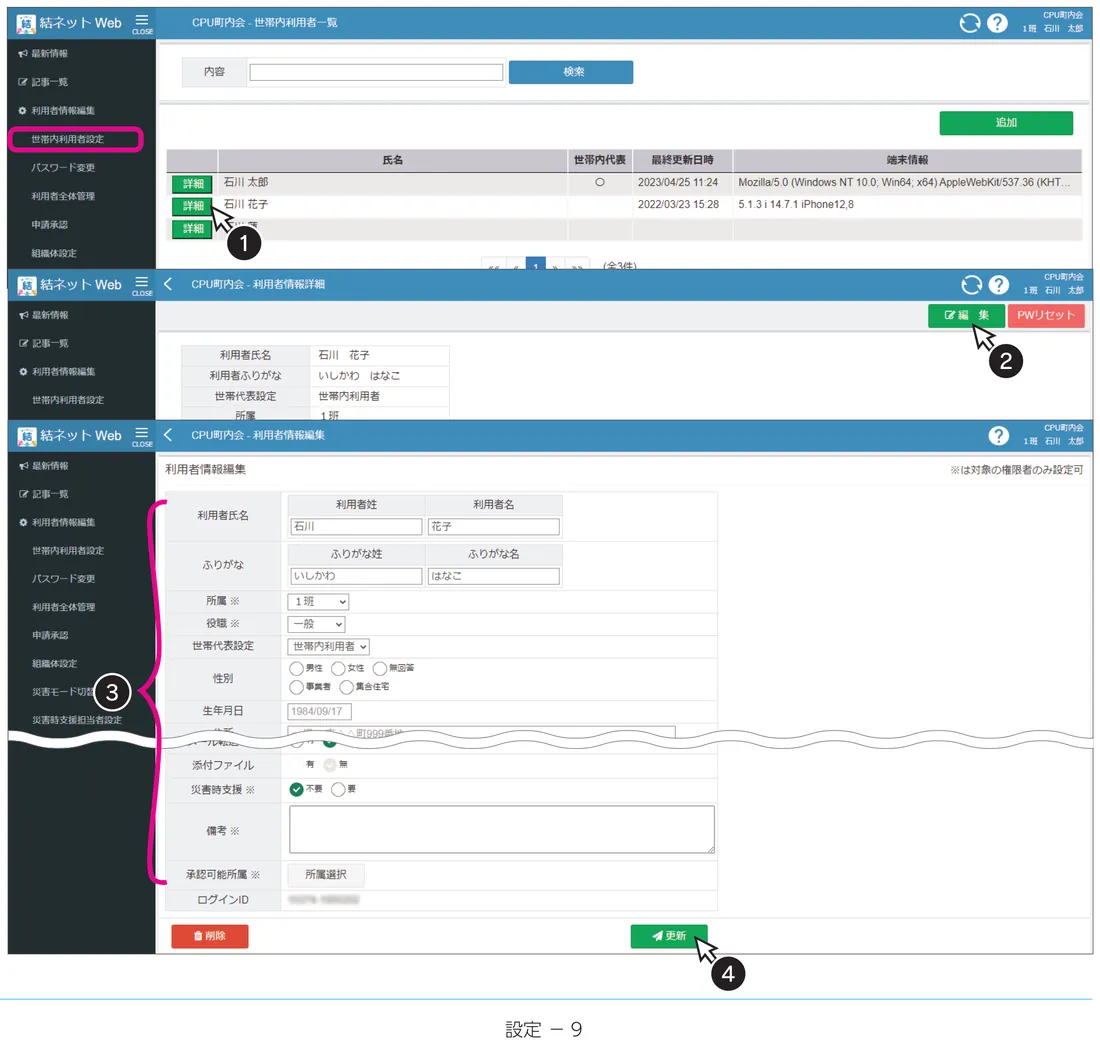 結ネット Web
CLOSE
CPU町内会 - 世帯内利用者一覧
?
CPU町内会
1班 石川 太郎
最新情報
記事一覧
利用者情報編集
世帯内利用者設定
パスワード変更
利用者全体管理
申請承認
組織体設定
内容
検索
追加
氏名 世帯内代表 最終更新日時 端末情報
詳細 石川 太郎 ○ 2023/04/25 11:24 Mozilla/5.0 (Windows NT 10.0; Win64; x64) AppleWebKit/537.36 (KHT...
詳細 石川 花子 2022/03/23 15:28 5.1.3 i 14.7.1 iPhone12,8
詳細
1
«« « 1 » »» (全3件)
結ネット Web
CLOSE
CPU町内会 - 利用者情報詳細
?
CPU町内会
1班 石川 太郎
最新情報
記事一覧
利用者情報編集
世帯内利用者設定
編 集 PWリセット
2
利用者氏名 石川 花子
利用者ふりがな いしかわ はなこ
世帯代表設定 世帯内利用者
所属 1班
結ネット Web
CLOSE
CPU町内会 - 利用者情報編集
?
CPU町内会
1班 石川 太郎
最新情報
記事一覧
利用者情報編集
世帯内利用者設定
パスワード変更
利用者全体管理
申請承認
組織体設定
災害モード切替
3
災害時支援担当者設定
利用者情報編集
※は対象の権限者のみ設定可
利用者氏名
利用者姓 利用者名
石川 花子
ふりがな
ふりがな姓 ふりがな名
いしかわ はなこ
所属 ※ 1班
役職 ※ 一般
世帯代表設定 世帯内利用者
性別
男性 女性 無回答
事業者 集合住宅
生年月日 1984/09/17
添付ファイル 有 無
災害時支援 ※ 不要 要
備考 ※
承認可能所属 ※ 所属選択
ログインID
削除 更新
4
設定 － 9